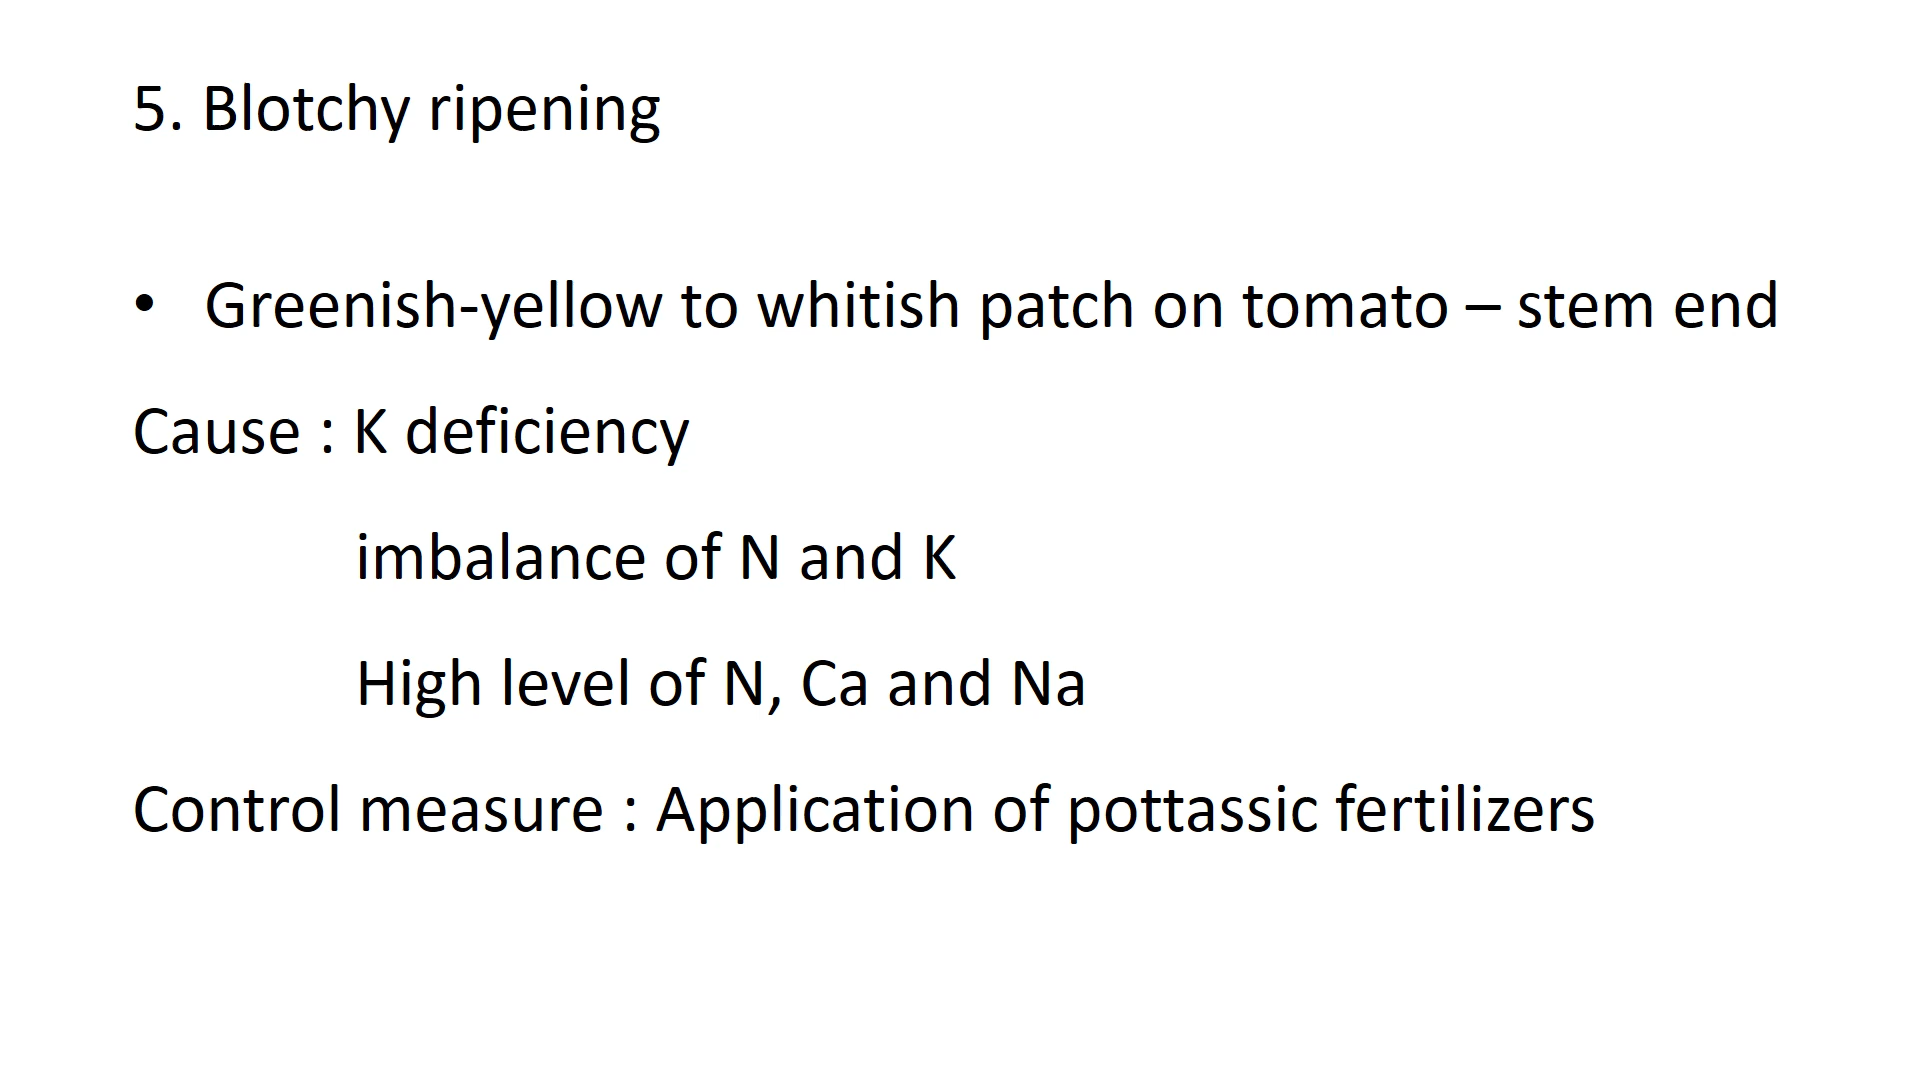 5. Blotchy ripening
• Greenish-yellow to whitish patch on tomato – stem end
Cause : K deficiency
imbalance of N and K
High level of N, Ca and Na
Control measure : Application of pottassic fertilizers